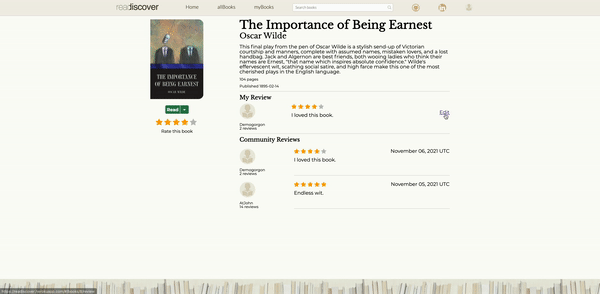 readiscover
Home
allBooks
myBooks
Search books
The Importance of Being Earnest
Oscar Wilde
This final play from the pen of Oscar Wilde is a stylish send-up of Victorian
courtship and manners, complete with assumed names, mistaken lovers, and a lost
handbag. Jack and Algernon are best friends, both wooing ladies who think their
names are Ernest, "that name which inspires absolute confidence." Wilde's
effervescent wit, scathing social satire, and high farce make this one of the most
cherished plays in the English language.
104 pages
Published 1895-02-14
THE IMPORTANCE
OF BEING EARNEST
OSCAR WILDE
Read
Rate this book
My Review
I loved this book.
Edit
Demogorgon
2 reviews
Community Reviews
November 06, 2021 UTC
I loved this book.
Demogorgon
2 reviews
November 05, 2021 UTC
Endless wit.
14 reviews